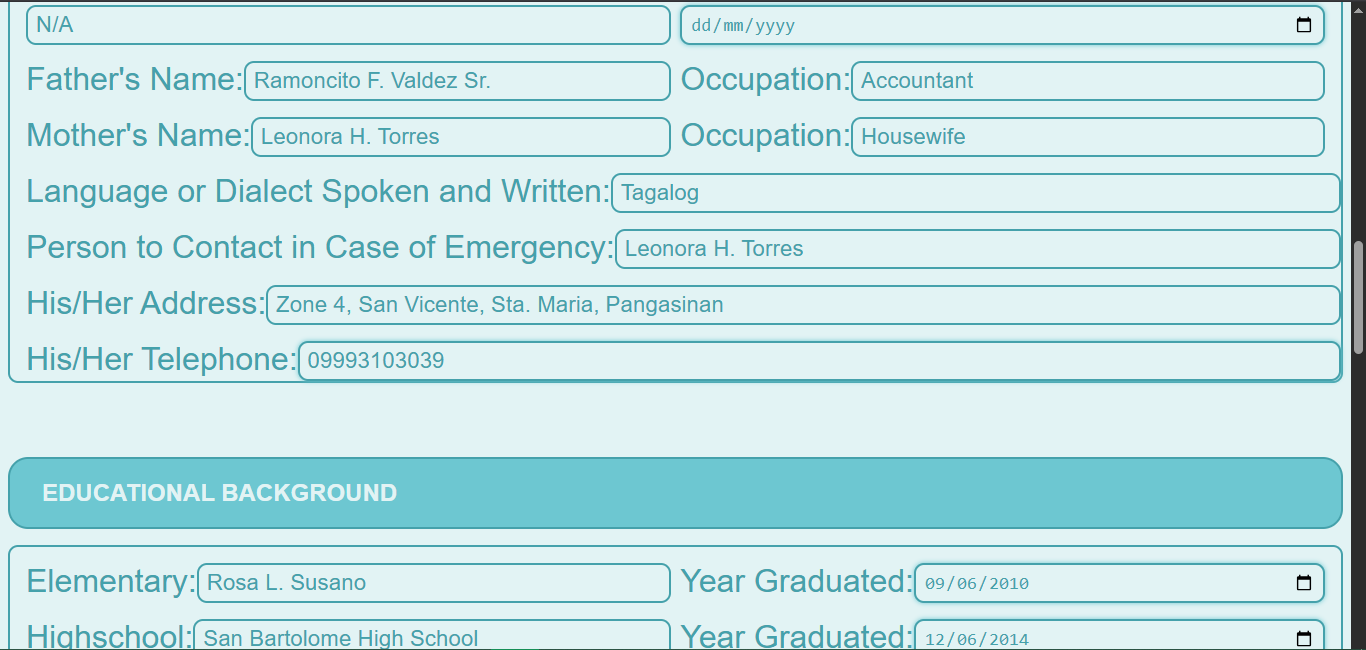 N/A dd/mm/yyyy
Father's Name: Ramoncito F. Valdez Sr. Occupation: Accountant
Mother's Name: Leonora H. Torres Occupation: Housewife
Language or Dialect Spoken and Written: Tagalog
Person to Contact in Case of Emergency: Leonora H. Torres
His/Her Address: Zone 4, San Vicente, Sta. Maria, Pangasinan
His/Her Telephone: 09993103039
EDUCATIONAL BACKGROUND
Elementary: Rosa L. Susano Year Graduated: 09/06/2010
Highschool: San Bartolome High School Year Graduated: 12/06/2014